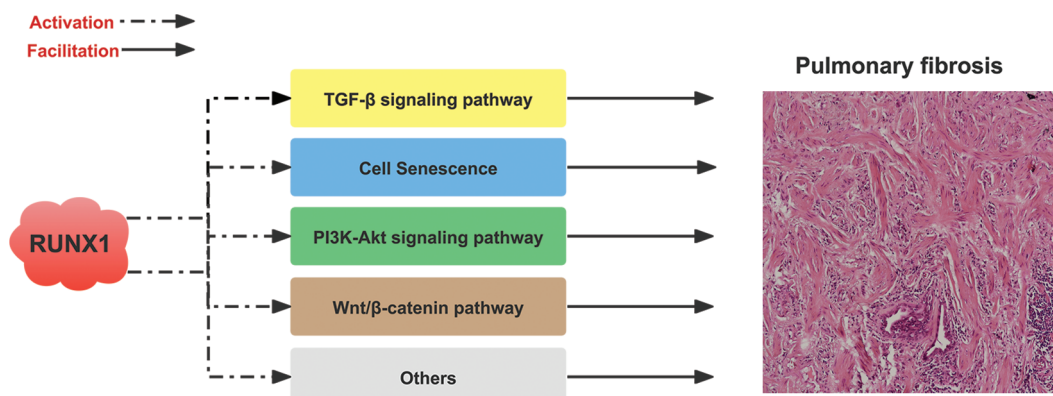 Activation
Facilitation
Pulmonary fibrosis
TGF-β signaling pathway
Cell Senescence
RUNX1
PI3K-Akt signaling pathway
Wnt/β-catenin pathway
Others